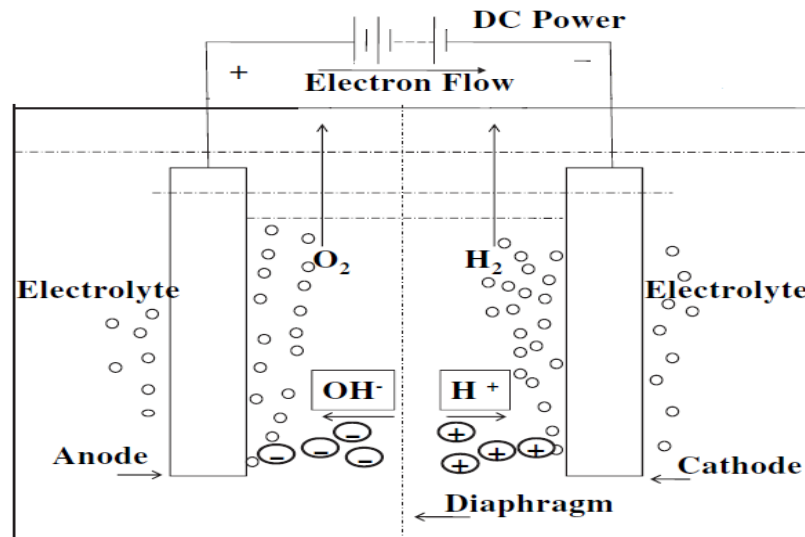 DC Power
+
−
Electron Flow
O₂
H₂
Electrolyte
Electrolyte
OH⁻
H⁺
− − − −
+ + + +
Anode
Cathode
Diaphragm